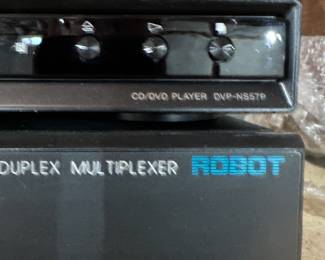 CD/DVD PLAYER DVP-NS57P
DUPLEX MULTIPLEXER ROBOT